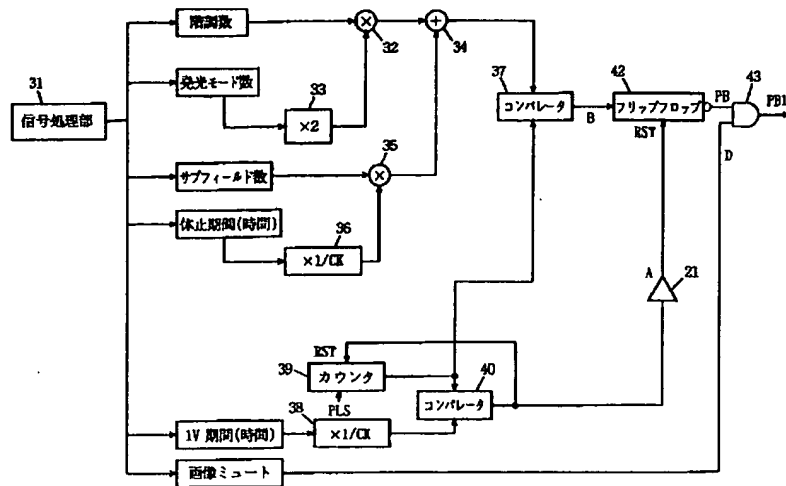 31
信号処理部
階調数
32
34
発光モード数
33
×2
35
サブフィールド数
休止期間(時間)
36
×1/CK
37
コンパレータ
B
42
フリップフロップ
RST
PB
43
PB1
D
A
21
RST
39
カウンタ
PLS
40
コンパレータ
38
1V 期間(時間)
×1/CK
画像ミュート